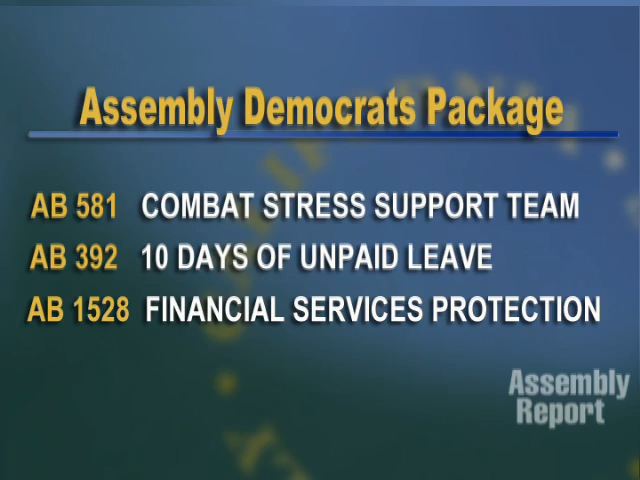 Assembly Democrats Package
AB 581 COMBAT STRESS SUPPORT TEAM
AB 392 10 DAYS OF UNPAID LEAVE
AB 1528 FINANCIAL SERVICES PROTECTION
Assembly
Report